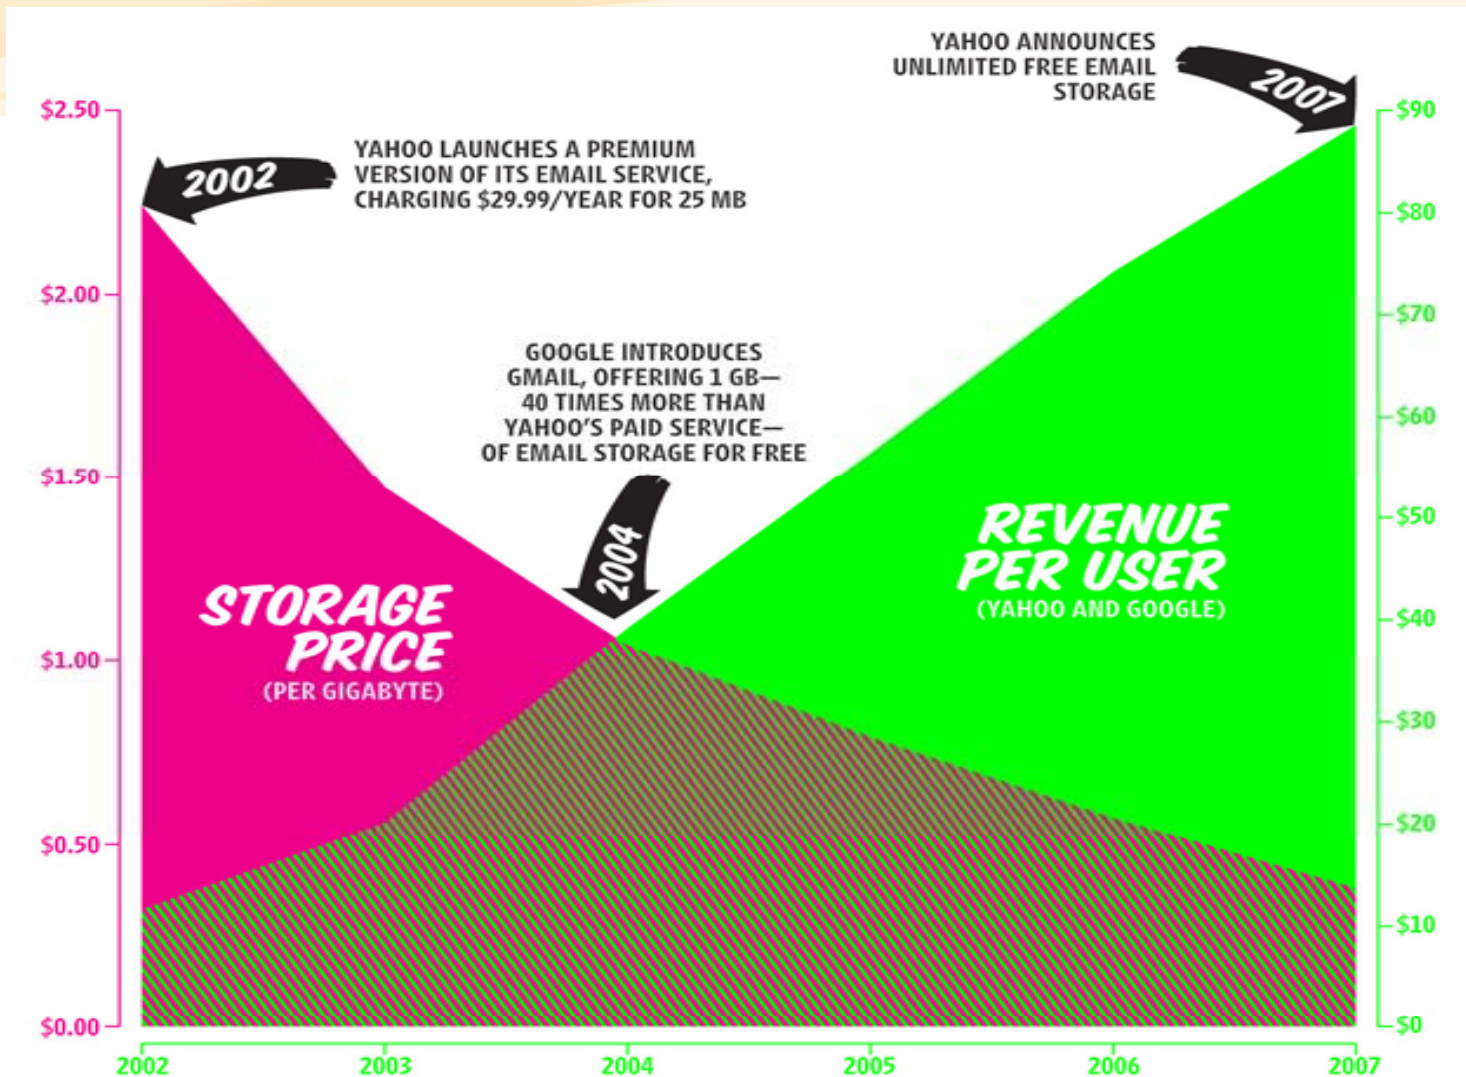 YAHOO ANNOUNCES
UNLIMITED FREE EMAIL
STORAGE
2007
$2.50
$90
2002
YAHOO LAUNCHES A PREMIUM
VERSION OF ITS EMAIL SERVICE,
CHARGING $29.99/YEAR FOR 25 MB
$80
$2.00
$70
GOOGLE INTRODUCES
GMAIL, OFFERING 1 GB—
40 TIMES MORE THAN
YAHOO'S PAID SERVICE—
OF EMAIL STORAGE FOR FREE
$60
$1.50
$50
2004
REVENUE
PER USER
(YAHOO AND GOOGLE)
STORAGE
PRICE
(PER GIGABYTE)
$40
$1.00
$30
$20
$0.50
$10
$0.00
$0
2002 2003 2004 2005 2006 2007